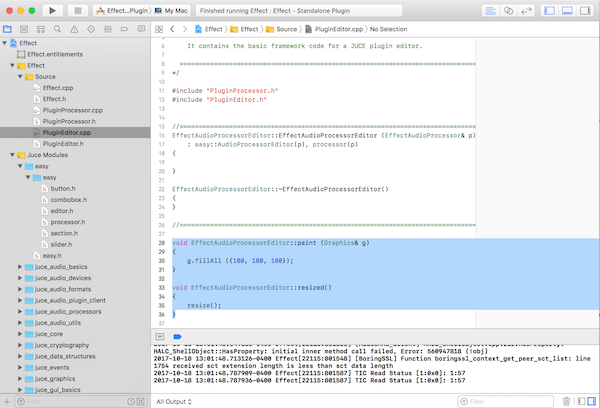 Effect...Plugin) My Mac Finished running Effect : Effect - Standalone Plugin
Effect Effect Source PluginEditor.cpp No Selection
Effect
Effect.entitlements
Effect
Source
Effect.cpp
Effect.h
PluginProcessor.cpp
PluginProcessor.h
PluginEditor.cpp
PluginEditor.h
Juce Modules
easy
easy
button.h
combobox.h
editor.h
processor.h
section.h
slider.h
easy.h
juce_audio_basics
juce_audio_devices
juce_audio_formats
juce_audio_plugin_client
juce_audio_processors
juce_audio_utils
juce_core
juce_cryptography
juce_data_structures
juce_events
juce_graphics
juce_gui_basics
Filter
6 It contains the basic framework code for a JUCE plugin editor.
7
8
9 */
10
11 #include "PluginProcessor.h"
12 #include "PluginEditor.h"
13
14
15 //
16 EffectAudioProcessorEditor::EffectAudioProcessorEditor (EffectAudioProcessor& p)
17 : easy::AudioProcessorEditor(p), processor(p)
18 {
19
20 }
21
22 EffectAudioProcessorEditor::~EffectAudioProcessorEditor()
23 {
24 }
25
26 //
27
28 void EffectAudioProcessorEditor::paint (Graphics& g)
29 {
30 g.fillAll ({180, 180, 180});
31 }
32
33 void EffectAudioProcessorEditor::resized()
34 {
35 resize();
36 }
HALC_ShellObject::HasProperty: initial inner method call failed, Error: 560947818 (!obj)
2017-10-18 13:01:48.713126-0400 Effect[22115:801548] [BoringSSL] Function boringssl_context_get_peer_sct_list: line
1754 received sct extension length is less than sct data length
2017-10-18 13:01:48.787909-0400 Effect[22115:801587] TIC Read Status [1:0x0]: 1:57
2017-10-18 13:01:48.787936-0400 Effect[22115:801587] TIC Read Status [1:0x0]: 1:57
All Output Filter